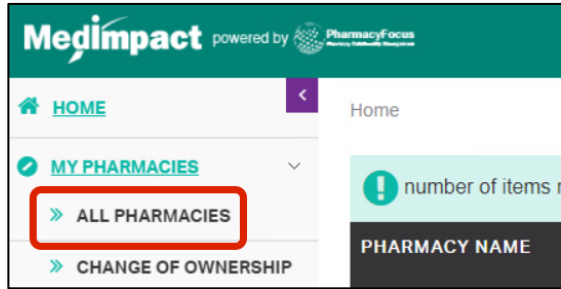 Medimpact powered by PharmacyFocus
HOME
Home
MY PHARMACIES
number of items
ALL PHARMACIES
PHARMACY NAME
CHANGE OF OWNERSHIP